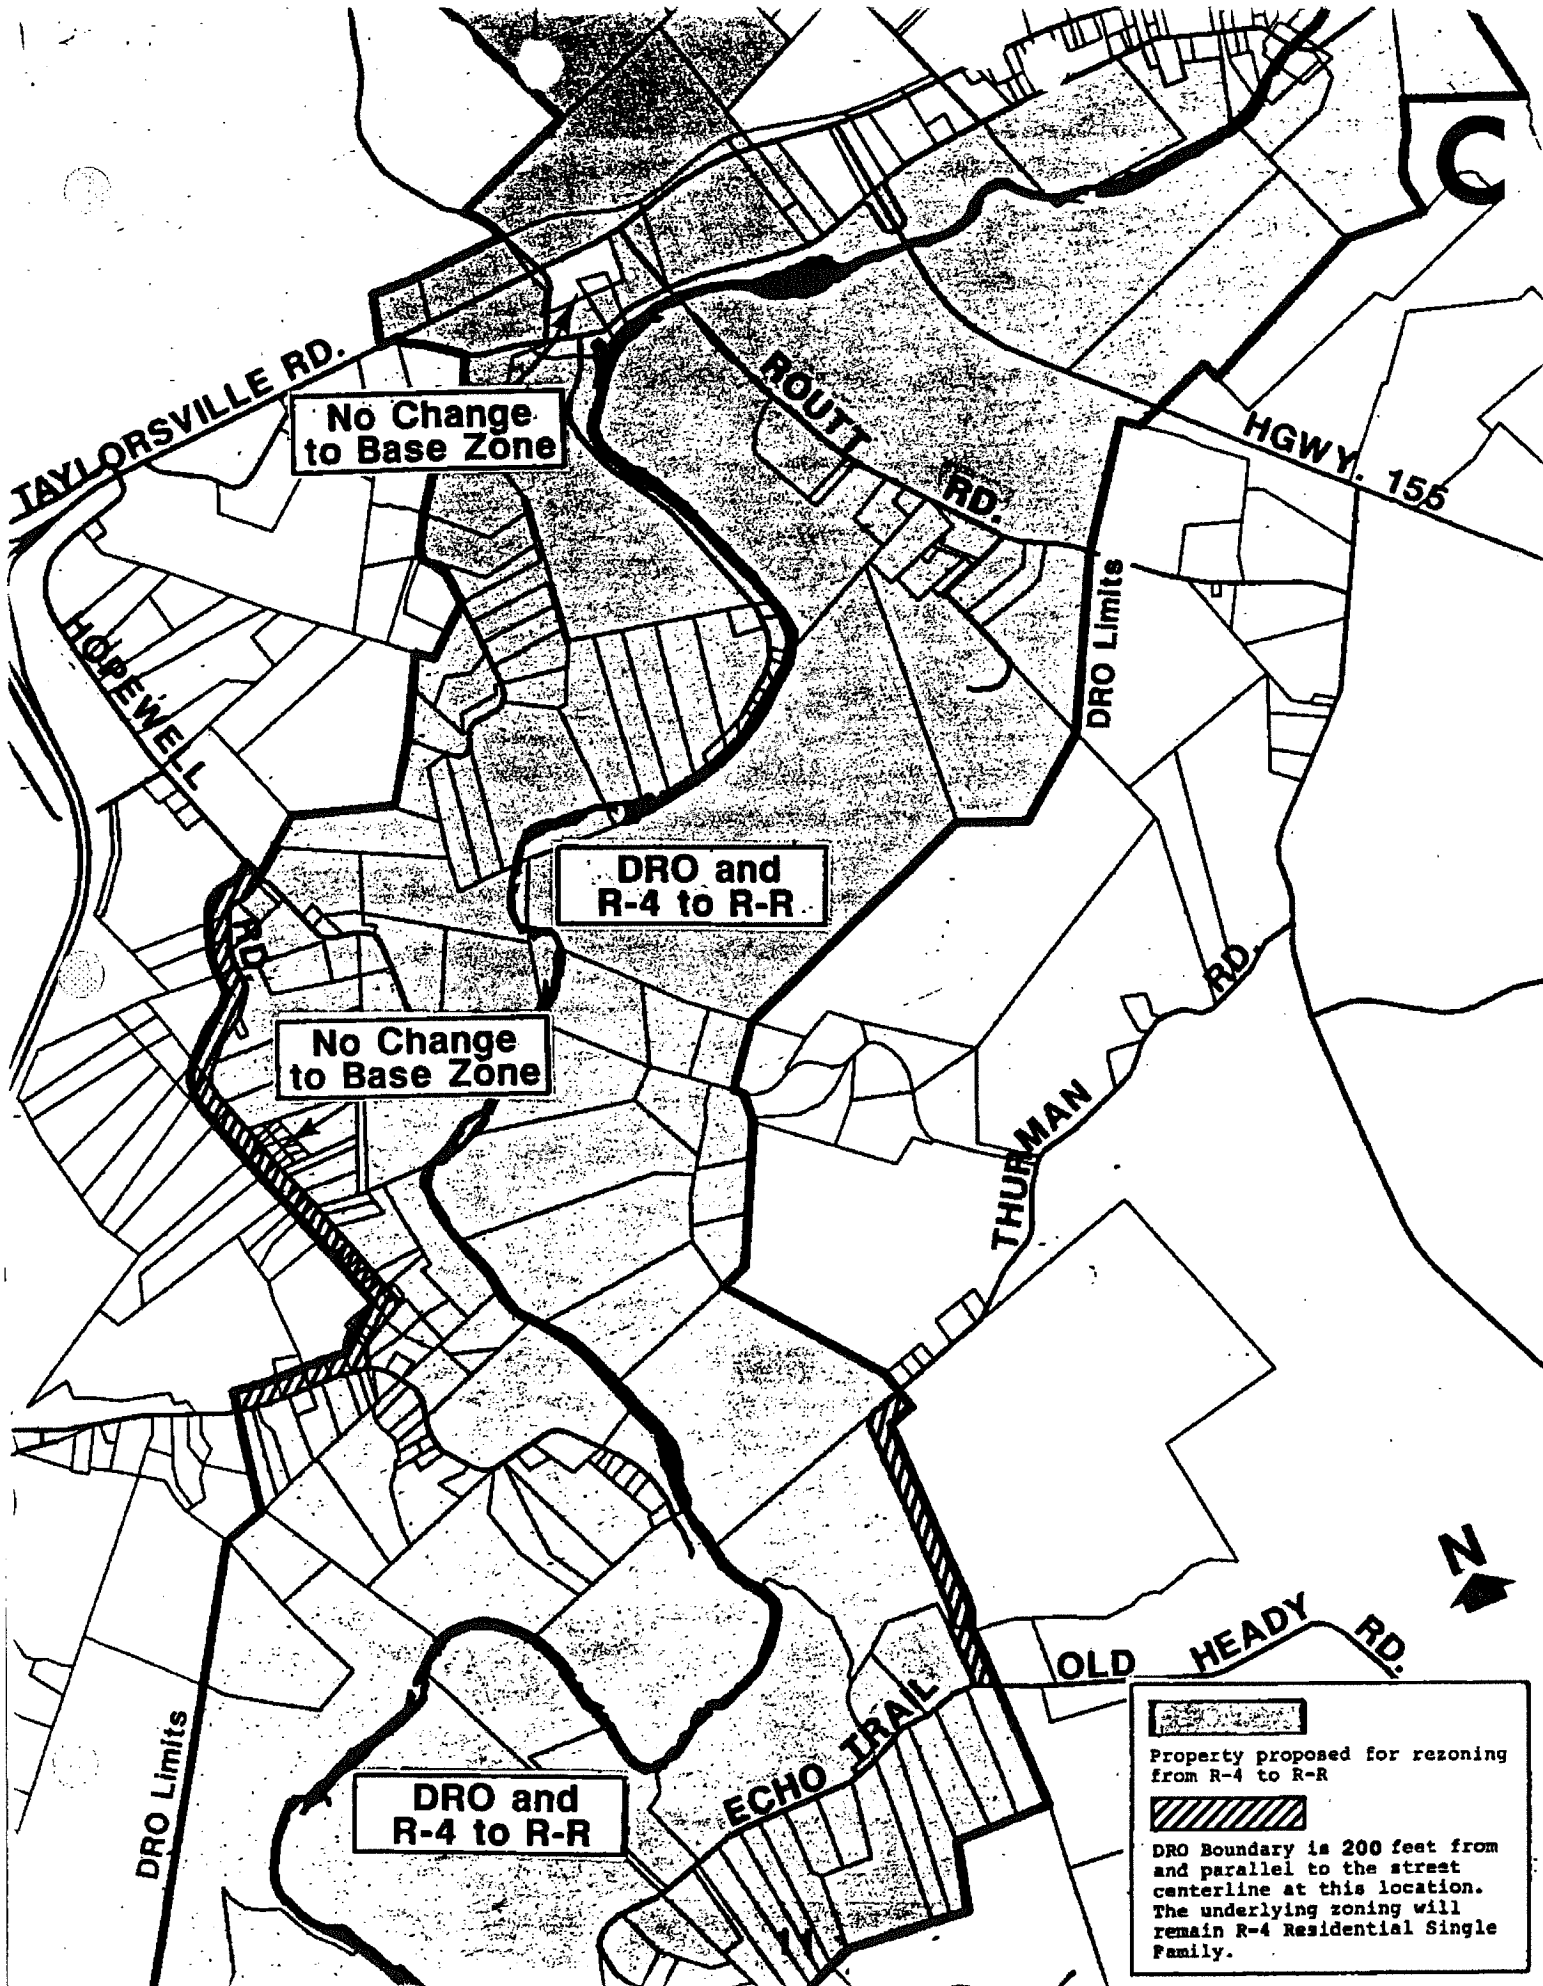 C
TAYLORSVILLE RD.
No Change
to Base Zone
ROUTT RD.
HGWY. 155
DRO Limits
HOPEWELL RD.
DRO and
R-4 to R-R
No Change
to Base Zone
THURMAN RD.
N
OLD HEADY RD.
ECHO TRAIL
DRO Limits
DRO and
R-4 to R-R
Property proposed for rezoning
from R-4 to R-R
DRO Boundary is 200 feet from
and parallel to the street
centerline at this location.
The underlying zoning will
remain R-4 Residential Single
Family.